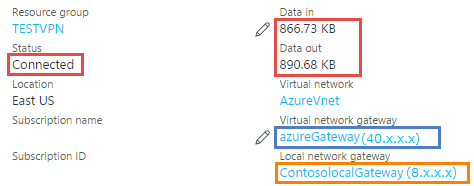 Resource group
TESTVPN
Status
Connected
Location
East US
Subscription name
Subscription ID
Data in
866.73 KB
Data out
890.68 KB
Virtual network
AzureVnet
Virtual network gateway
azureGateway (40.x.x.x)
Local network gateway
ContosolocalGateway (8.x.x.x)